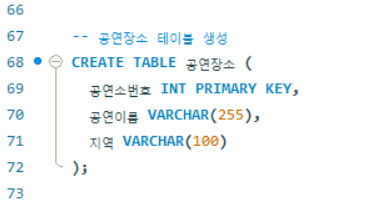 66
67 -- 공연장소 테이블 생성
68 CREATE TABLE 공연장소 (
69 공연소번호 INT PRIMARY KEY,
70 공연이름 VARCHAR(255),
71 지역 VARCHAR(100)
72 );
73